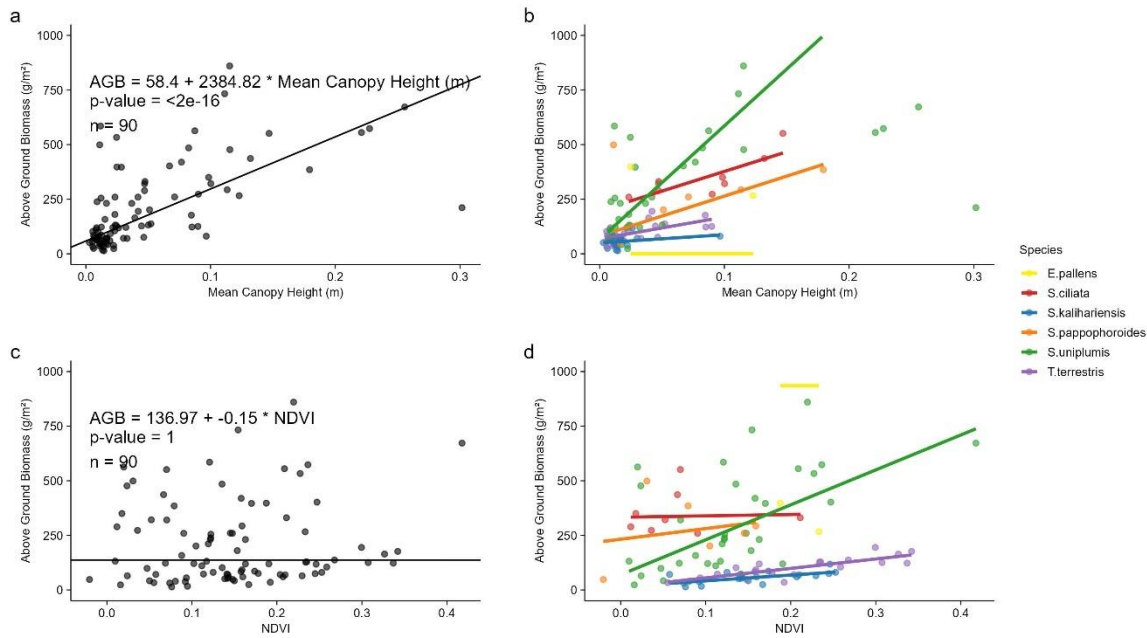 a
1000
750
500
250
0
Above Ground Biomass (g/m²)
AGB = 58.4 + 2384.82 * Mean Canopy Height (m)
p-value = <2e-16
n = 90
0.0
0.1
0.2
0.3
Mean Canopy Height (m)
b
1000
750
500
250
0
Above Ground Biomass (g/m²)
0.0
0.1
0.2
0.3
Mean Canopy Height (m)
Species
E.pallens
S.ciliata
S.kalihariensis
S.pappophoroides
S.uniplumis
T.terrestris
c
1000
750
500
250
0
Above Ground Biomass (g/m²)
AGB = 136.97 + -0.15 * NDVI
p-value = 1
n = 90
0.0
0.1
0.2
0.3
0.4
NDVI
d
1000
750
500
250
0
Above Ground Biomass (g/m²)
0.0
0.1
0.2
0.3
0.4
NDVI